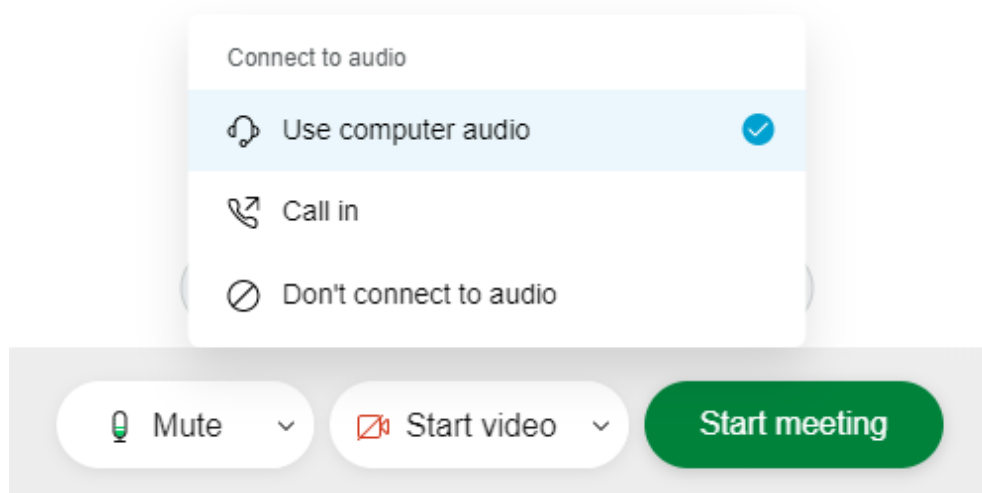 Connect to audio
Use computer audio
Call in
Don't connect to audio
Mute
Start video
Start meeting